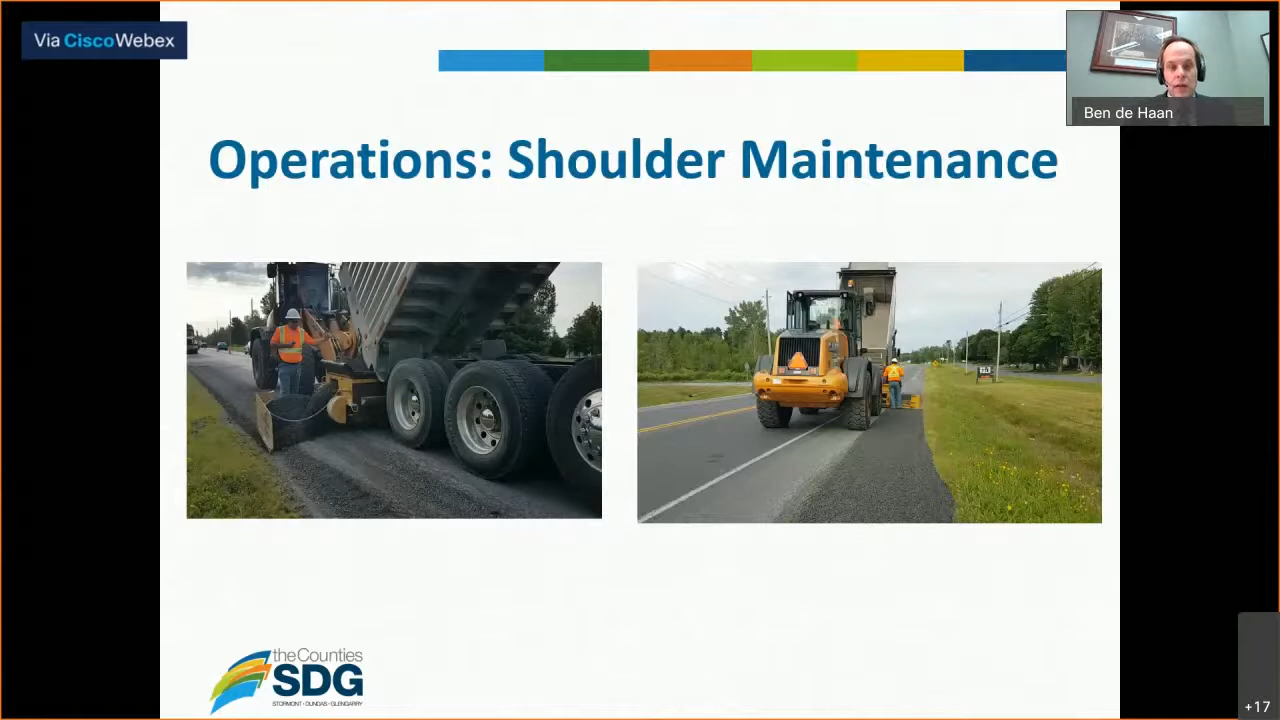 Via CiscoWebex
Ben de Haan
Operations: Shoulder Maintenance
the Counties
SDG
STORMONT • DUNDAS • GLENGARRY
+17